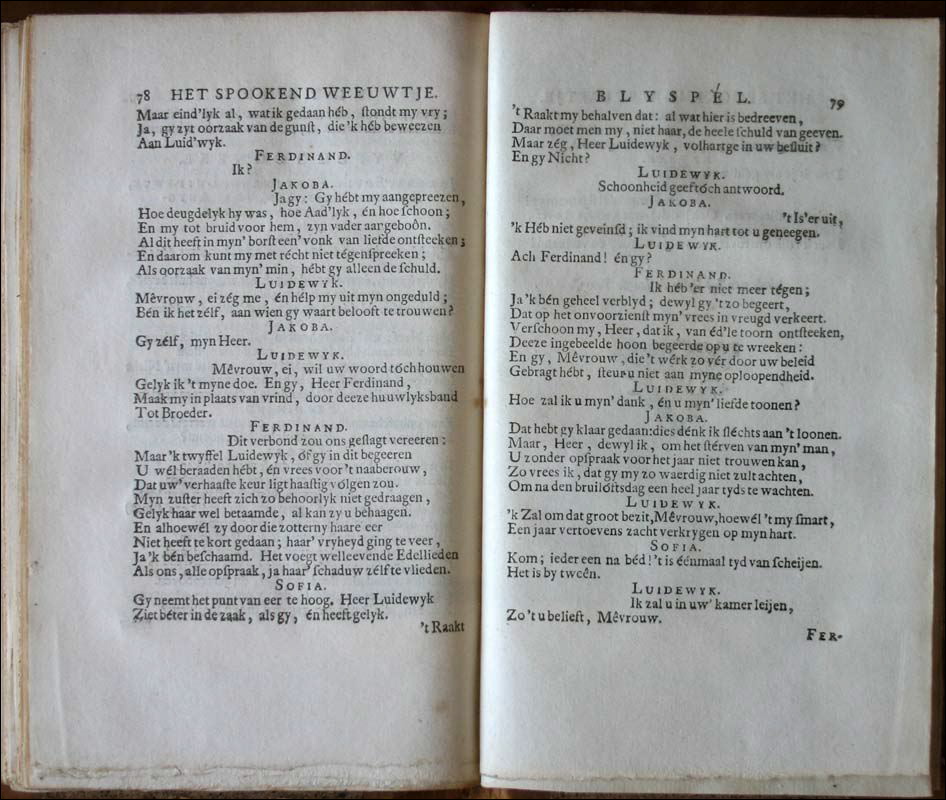 78 HET SPOOKEND WEEUWTJE.
Maar eind'lyk al, wat ik gedaan héb, ſtondt my vry;
Ja, gy zyt oorzaak van de gunſt, die 'k héb beweezen
Aan Luid'wyk.
FERDINAND.
Ik?
JAKOBA.
Ja gy: Gy hébt my aangepreezen,
Hoe deugdelyk hy was, hoe Aad'lyk, én hoe ſchoon;
En my tot bruid voor hem, zyn vader aargeboôn.
Al dit heeft in myn' borſt een' vonk van liefde ontſteeken;
En daarom kunt my met récht niet tégenſpreeken;
Als oorzaak van myn' min, hébt gy alleen de ſchuld.
LUIDEWYK.
Mêvrouw, ei zég me, én hélp my uit myn ongeduld;
Bén ik het zélf, aan wien gy waart belooft te trouwen?
JAKOBA.
Gy zélf, myn Heer.
LUIDEWYK.
Mêvrouw, ei, wil uw woord tóch houwen
Gelyk ik 't myne doe. En gy, Heer Ferdinand,
Maak my in plaats van vrind, door deeze huuwlyksband
Tot Broeder.
FERDINAND.
Dit verbond zou ons geſlagt vereeren:
Maar 'k twyffel Luidewyk, óf gy in dit begeeren
U wél beraaden hébt, én vrees voor 't naaberouw,
Dat uw' verhaaſte keur ligt haaſtig vólgen zou.
Myn zuſter heeft zich zo behoorlyk niet gedraagen,
Gelyk haar wel betaamde, al kan zy u behaagen.
En alhoewél zy door die zotterny haare eer
Niet heeft te kort gedaan; haar' vryheyd ging te veer,
Ja 'k bén beſchaamd. Het voegt welleevende Edellieden
Als ons, alle opſpraak, ja haar' ſchaduw zélf te vlieden.
SOFIA.
Gy neemt het punt van eer te hoog. Heer Luidewyk
Ziet béter in de zaak, als gy, én heeft gelyk.
't Raakt
BLYSPÉL. 79
't Raakt my behalven dat: al wat hier is bedreeven,
Daar moet men my, niet haar, de heele ſchuld van geeven.
Maar zég, Heer Luidewyk, volhart ge in uw beſluit?
En gy Nicht?
LUIDEWYK.
Schoonheid geef tóch antwoord.
JAKOBA.
't Is'er uit,
'k Héb niet geveinſd; ik vind myn hart tot u geneegen.
LUIDEWYK.
Ach Ferdinand! én gy?
FERDINAND.
Ik héb 'er niet meer tégen;
Ja 'k bén geheel verblyd; dewyl gy 't zo begeert,
Dat op het onvoorzienſt myn' vrees in vreugd verkeert.
Verſchoon my, Heer, dat ik, van éd'le toorn ontſteeken,
Deeze ingebeelde hoon begeerde op u te wreeken:
En gy, Mêvrouw, die 't wérk zo vér door uw beleid
Gebragt hébt, ſteur u niet aan myne oploopendheid.
LUIDEWYK.
Hoe zal ik u myn' dank, én u myn' liefde toonen?
JAKOBA.
Dat hebt gy klaar gedaan: dies dénk ik ſléchts aan 't loonen.
Maar, Heer, dewyl ik, om het ſtérven van myn' man,
U zonder opſpraak voor het jaar niet trouwen kan,
Zo vrees ik, dat gy my zo waerdig niet zult achten,
Om na den bruilóftsdag een heel jaar tyds te wachten.
LUIDEWYK.
'k Zal om dat groot bezit, Mêvrouw, hoewél 't my ſmart,
Een jaar vertoevens zacht verkrygen op myn hart.
SOFIA.
Kom; ieder een na béd! 't is éénmaal tyd van ſcheijen.
Het is by tweên.
LUIDEWYK.
Ik zal u in uw' kamer leijen,
Zo 't u belieft, Mêvrouw.
FER-